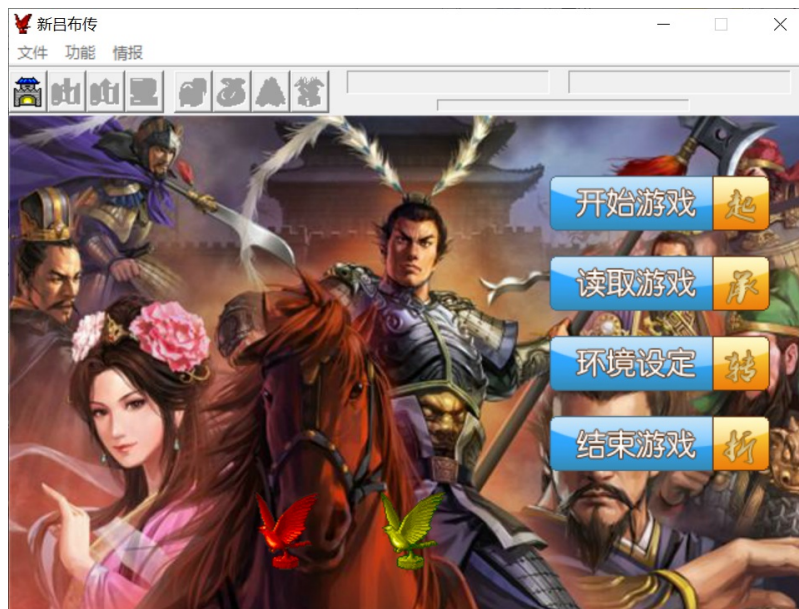 新吕布传
文件 功能 情报
开始游戏 起
读取游戏 承
环境设定 转
结束游戏 折